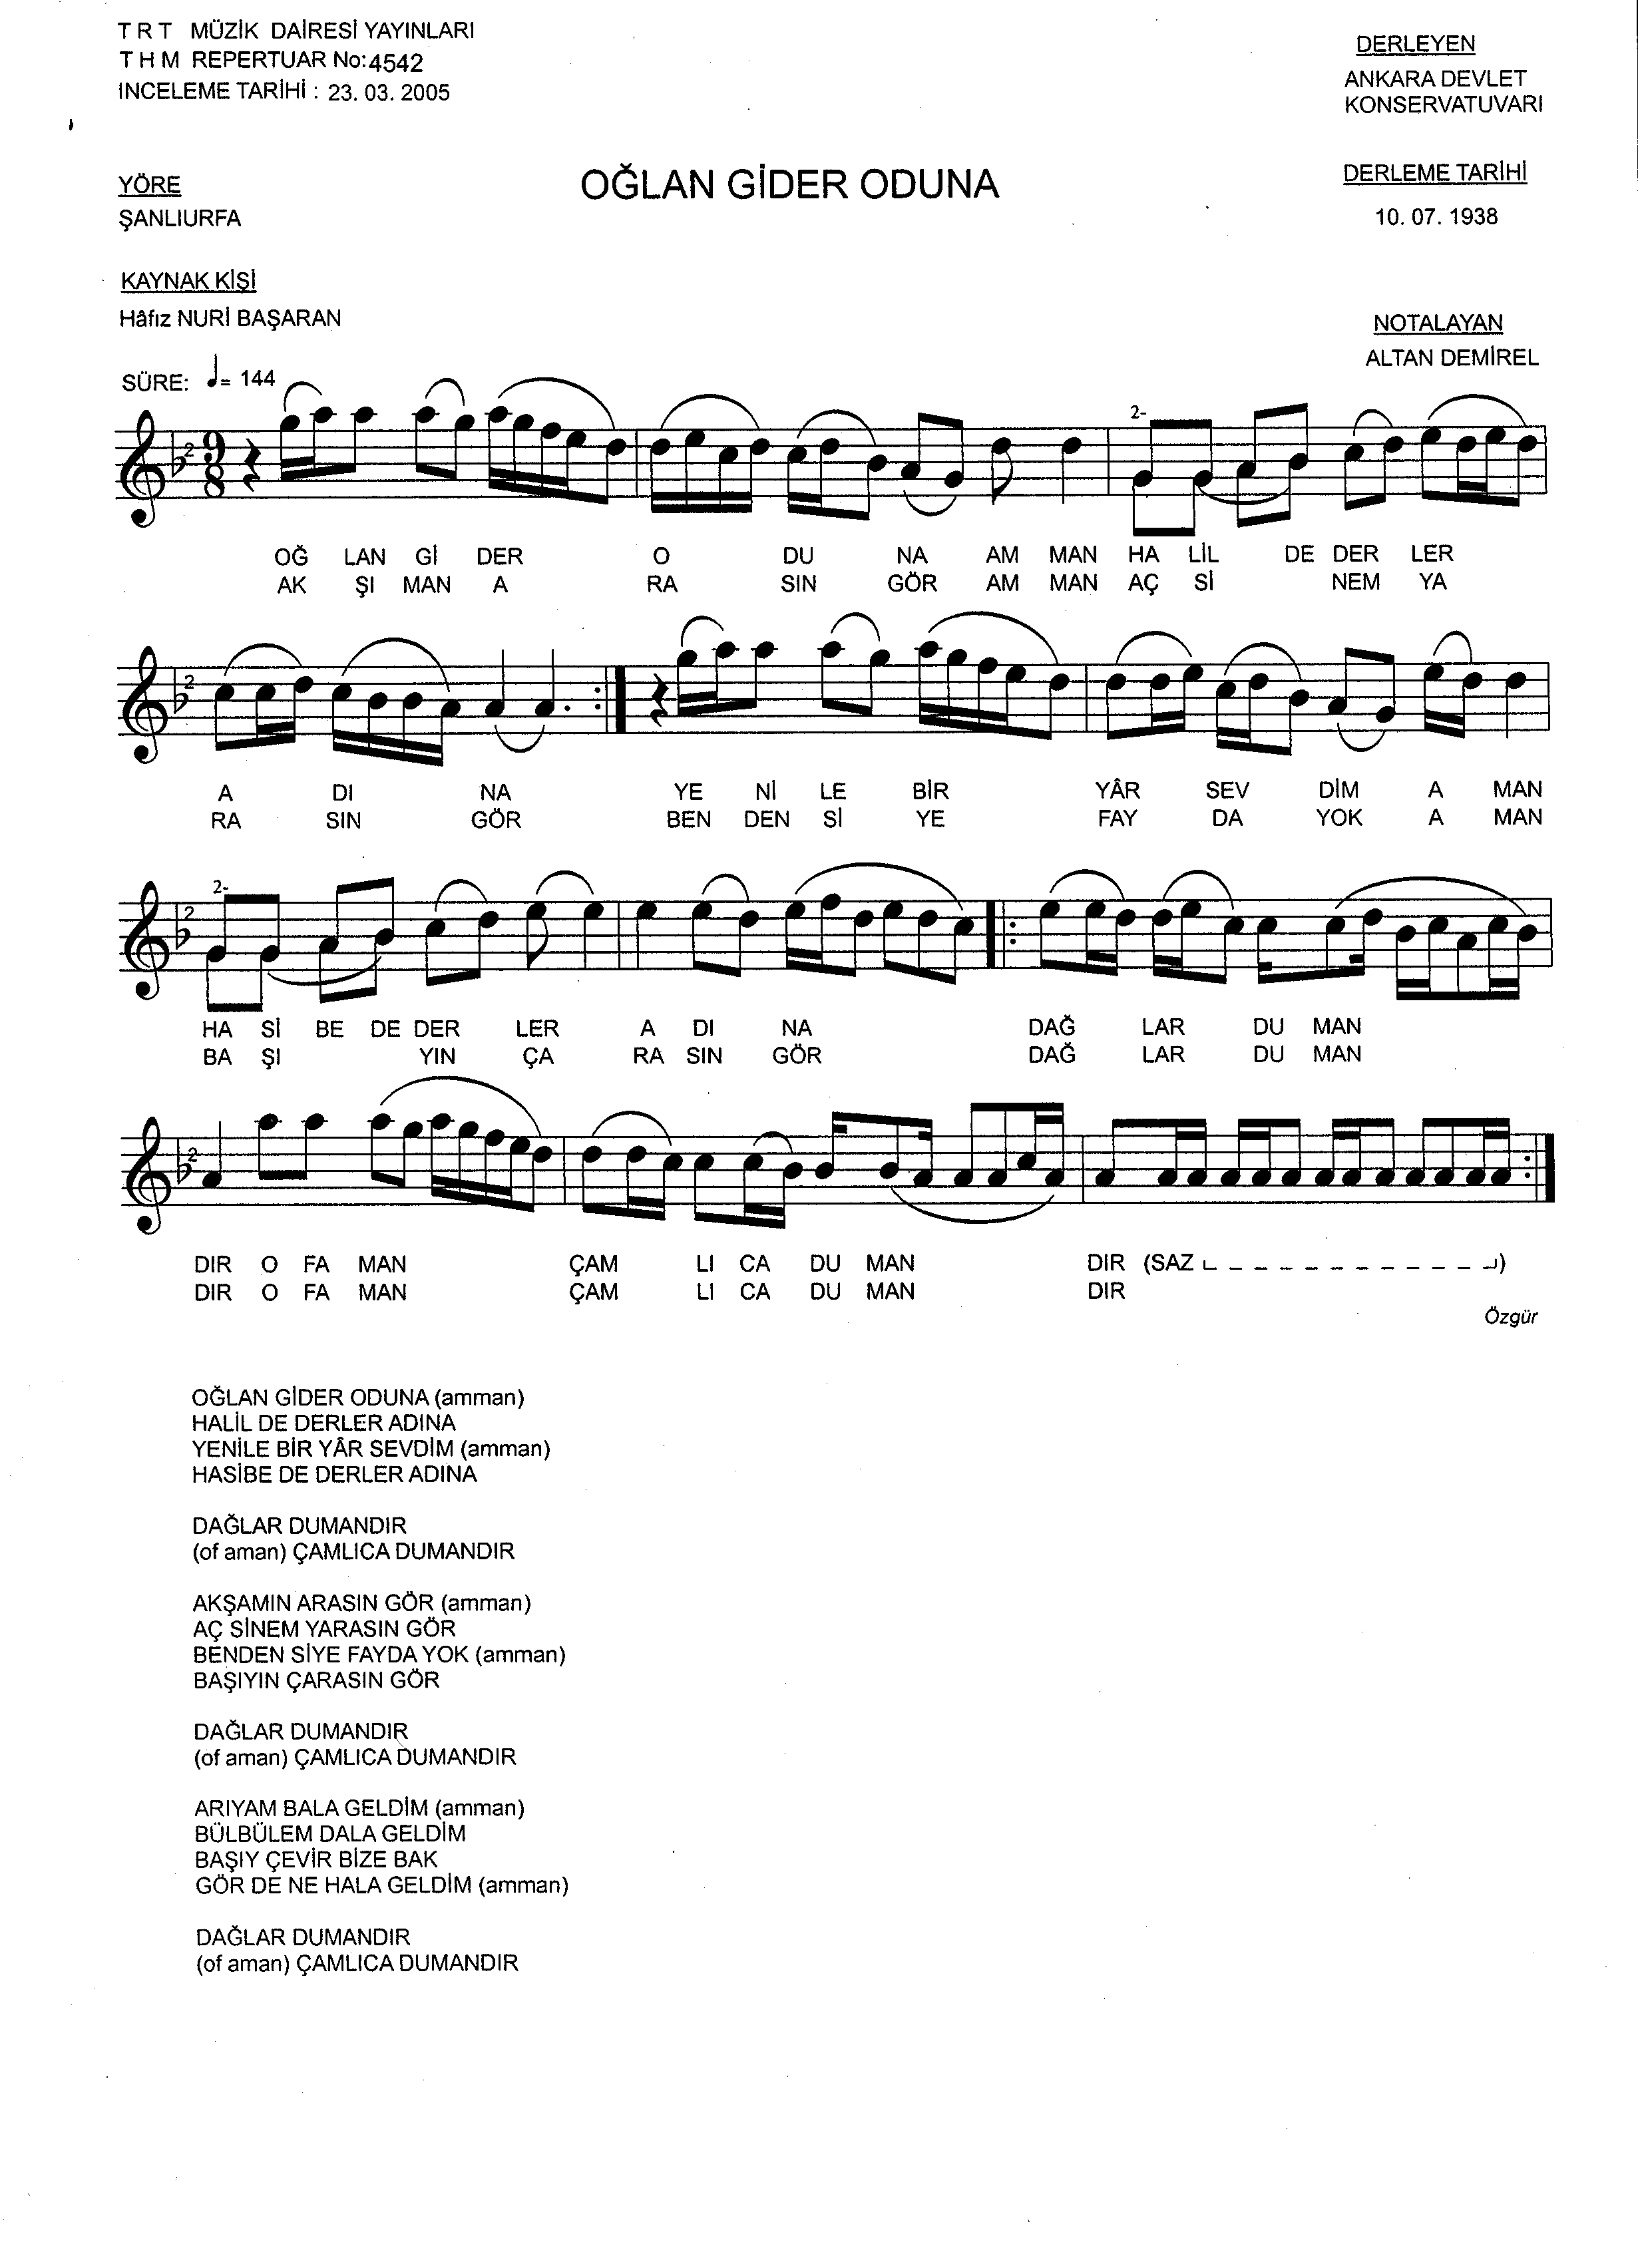 T R T MÜZİK DAİRESİ YAYINLARI
T H M REPERTUAR No:4542
INCELEME TARİHİ : 23. 03. 2005
DERLEYEN
ANKARA DEVLET
KONSERVATUVARI
YÖRE
ŞANLIURFA
OĞLAN GİDER ODUNA
DERLEME TARİHİ
10. 07. 1938
KAYNAK KİŞİ
Hâfız NURİ BAŞARAN
NOTALAYAN
ALTAN DEMİREL
SÜRE: ♩= 144
2 9 8 2-
OĞ LAN Gİ DER O DU NA AM MAN HA LİL DE DER LER
AK ŞI MAN A RA SIN GÖR AM MAN AÇ Sİ NEM YA
2
A DI NA YE Nİ LE BİR YÂR SEV DİM A MAN
RA SIN GÖR BEN DEN Sİ YE FAY DA YOK A MAN
2 2-
HA Sİ BE DE DER LER A DI NA DAĞ LAR DU MAN
BA ŞI YIN ÇA RA SIN GÖR DAĞ LAR DU MAN
2
DIR O FA MAN ÇAM LI CA DU MAN DIR (SAZ ⌞ _ _ _ _ _ _ _ _ _ _ _ ⌟)
DIR O FA MAN ÇAM LI CA DU MAN DIR
Özgür
OĞLAN GİDER ODUNA (amman)
HALİL DE DERLER ADINA
YENİLE BİR YÂR SEVDİM (amman)
HASİBE DE DERLER ADINA
DAĞLAR DUMANDIR
(of aman) ÇAMLICA DUMANDIR
AKŞAMIN ARASIN GÖR (amman)
AÇ SİNEM YARASIN GÖR
BENDEN SİYE FAYDA YOK (amman)
BAŞIYIN ÇARASIN GÖR
DAĞLAR DUMANDIR
(of aman) ÇAMLICA DUMANDIR
ARIYAM BALA GELDİM (amman)
BÜLBÜLEM DALA GELDİM
BAŞIY ÇEVİR BİZE BAK
GÖR DE NE HALA GELDİM (amman)
DAĞLAR DUMANDIR
(of aman) ÇAMLICA DUMANDIR